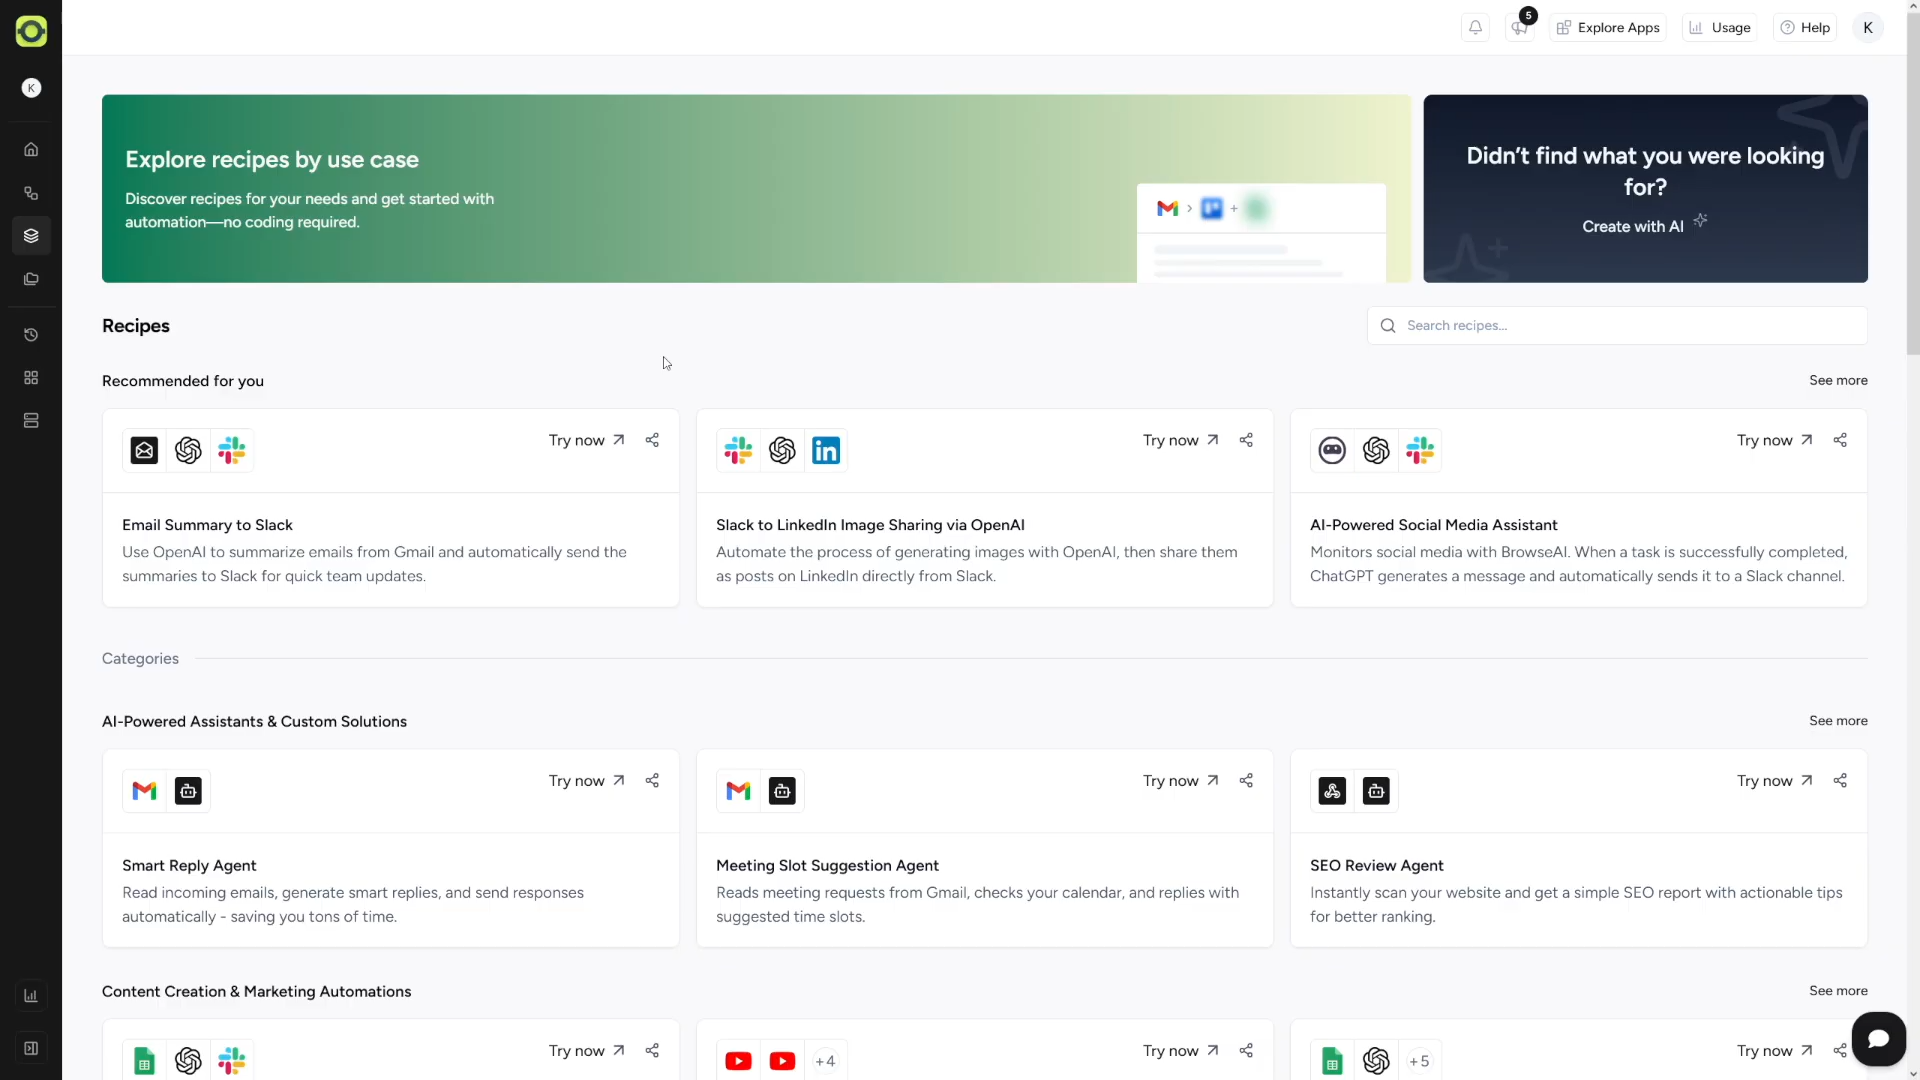 5
Explore Apps
Usage
Help
K
K
Explore recipes by use case
Discover recipes for your needs and get started with
automation—no coding required.
Didn’t find what you were looking
for?
Create with AI
Recipes
Search recipes...
Recommended for you
See more
Try now
Try now
Try now
Email Summary to Slack
Use OpenAI to summarize emails from Gmail and automatically send the
summaries to Slack for quick team updates.
Slack to LinkedIn Image Sharing via OpenAI
Automate the process of generating images with OpenAI, then share them
as posts on LinkedIn directly from Slack.
AI-Powered Social Media Assistant
Monitors social media with BrowseAI. When a task is successfully completed,
ChatGPT generates a message and automatically sends it to a Slack channel.
Categories
AI-Powered Assistants & Custom Solutions
See more
Try now
Try now
Try now
Smart Reply Agent
Read incoming emails, generate smart replies, and send responses
automatically - saving you tons of time.
Meeting Slot Suggestion Agent
Reads meeting requests from Gmail, checks your calendar, and replies with
suggested time slots.
SEO Review Agent
Instantly scan your website and get a simple SEO report with actionable tips
for better ranking.
Content Creation & Marketing Automations
See more
Try now
+4
Try now
+5
Try now